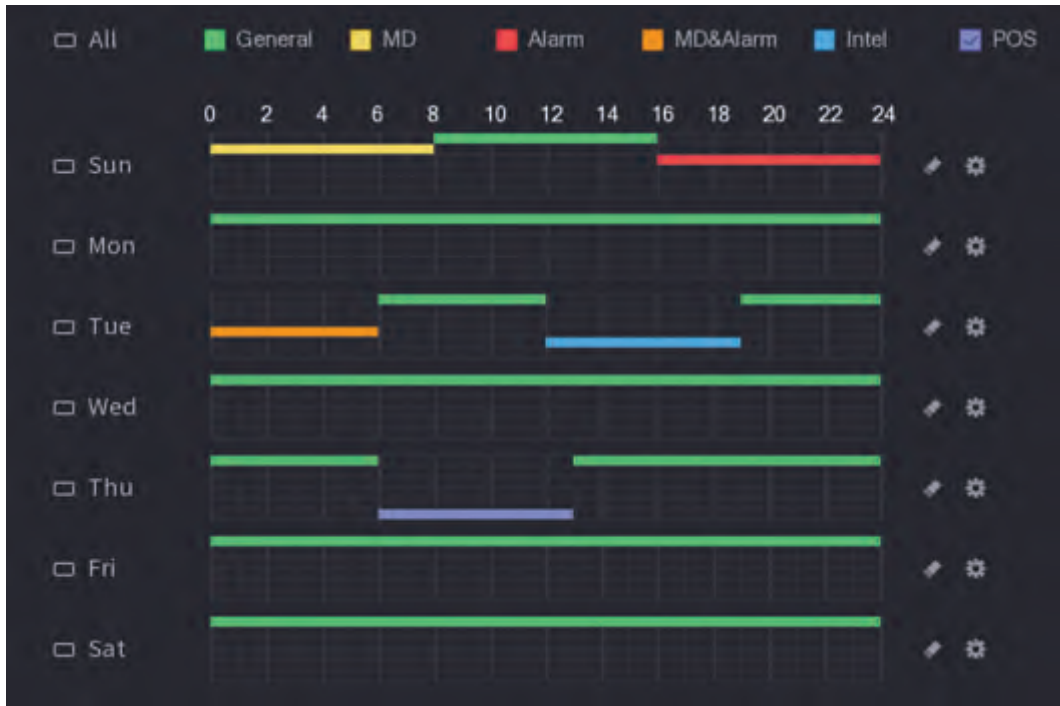 All General MD Alarm MD&Alarm Intel POS
0 2 4 6 8 10 12 14 16 18 20 22 24
Sun
Mon
Tue
Wed
Thu
Fri
Sat